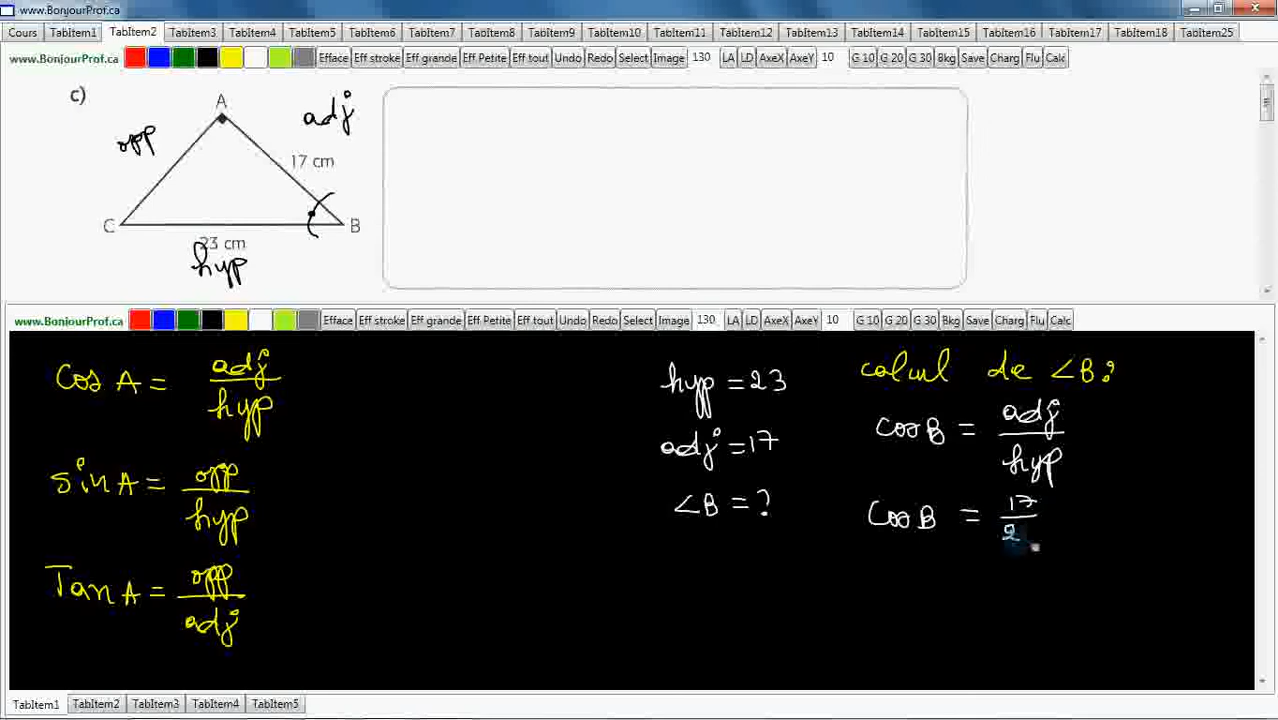 www.BonjourProf.ca
Cours TabItem1 TabItem2 TabItem3 TabItem4 TabItem5 TabItem6 TabItem7 TabItem8 TabItem9 TabItem10 TabItem11 TabItem12 TabItem13 TabItem14 TabItem15 TabItem16 TabItem17 TabItem18 TabItem25
www.BonjourProf.ca Efface Eff stroke Eff grande Eff Petite Eff tout Undo Redo Select Image 130 LA LD AxeX AxeY 10 G 10 G 20 G 30 Bkg Save Charg Flu Calc
c)
A
adj
opp
17 cm
C
B
23 cm
hyp
www.BonjourProf.ca Efface Eff stroke Eff grande Eff Petite Eff tout Undo Redo Select Image 130 LA LD AxeX AxeY 10 G 10 G 20 G 30 Bkg Save Charg Flu Calc
cos A = adj / hyp
sin A = opp / hyp
Tan A = opp / adj
hyp = 23
adj = 17
∠B = ?
calcul de ∠B?
cos B = adj / hyp
cos B = 17 / 2
TabItem1 TabItem2 TabItem3 TabItem4 TabItem5